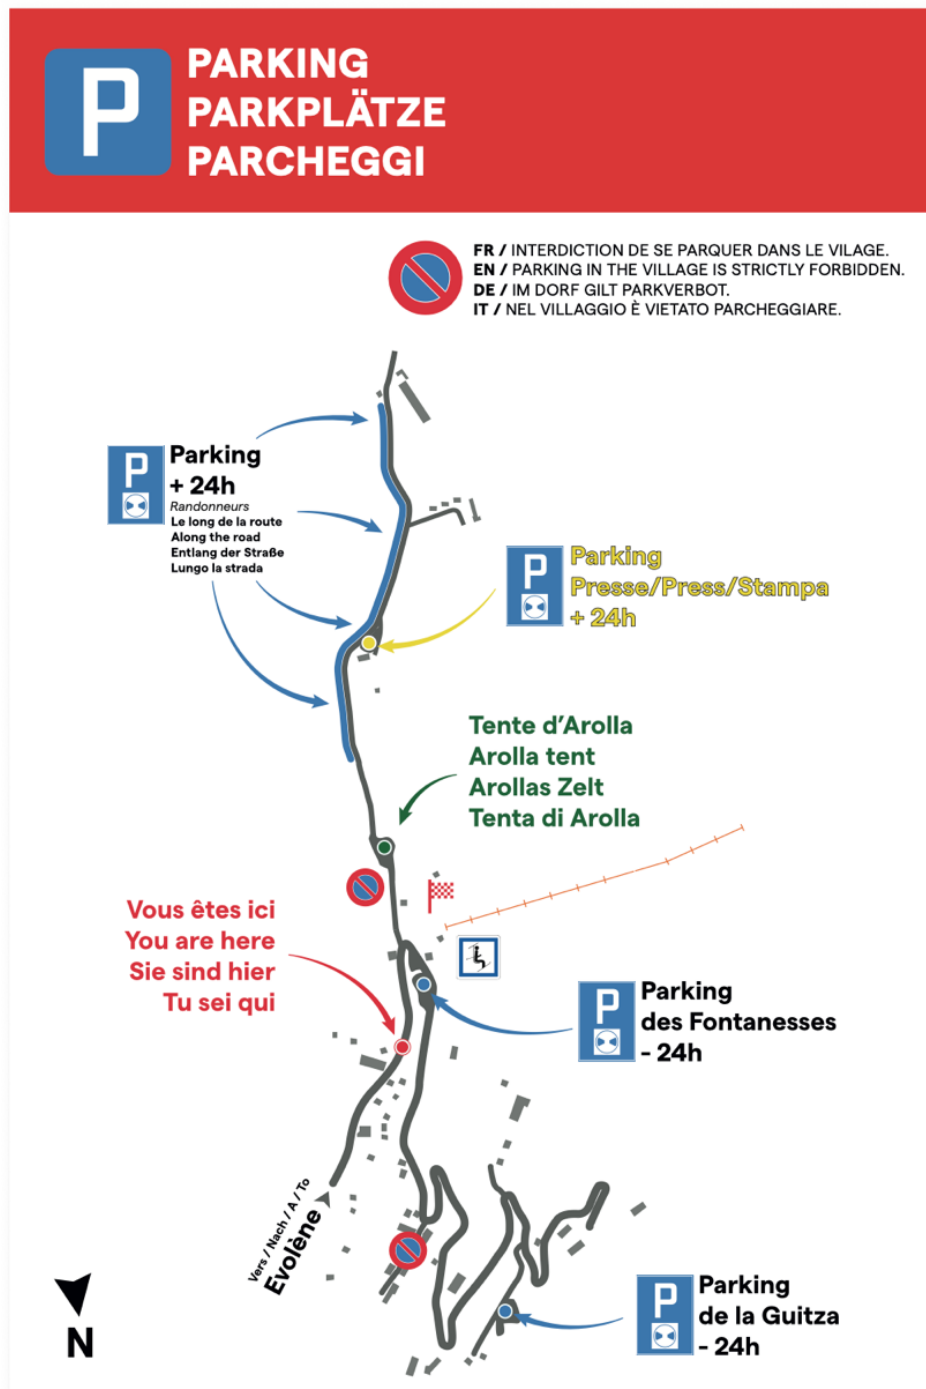 P
PARKING
PARKPLÄTZE
PARCHEGGI
FR / INTERDICTION DE SE PARQUER DANS LE VILAGE.
EN / PARKING IN THE VILLAGE IS STRICTLY FORBIDDEN.
DE / IM DORF GILT PARKVERBOT.
IT / NEL VILLAGGIO È VIETATO PARCHEGGIARE.
P
Parking
+ 24h
Randonneurs
Le long de la route
Along the road
Entlang der Straße
Lungo la strada
P
Parking
Presse/Press/Stampa
+ 24h
Tente d'Arolla
Arolla tent
Arollas Zelt
Tenta di Arolla
Vous êtes ici
You are here
Sie sind hier
Tu sei qui
P
Parking
des Fontanesses
- 24h
Vers / Nach / A / To
Evolène
P
Parking
de la Guitza
- 24h
N